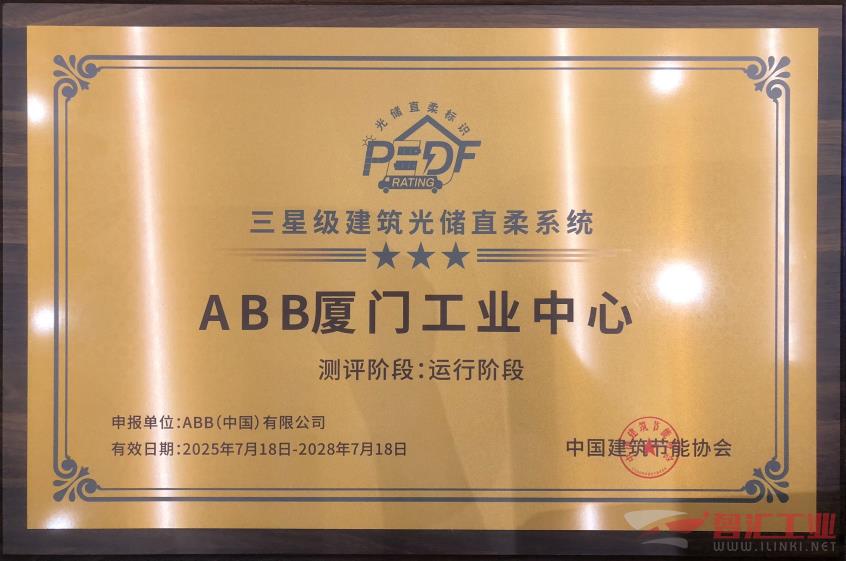 光储直柔标识
PEDF
RATING
三星级建筑光储直柔系统
ABB厦门工业中心
测评阶段:运行阶段
申报单位:ABB(中国)有限公司
有效日期:2025年7月18日-2028年7月18日
中国建筑节能协会
智汇工业
WWW.ILINKI.NET